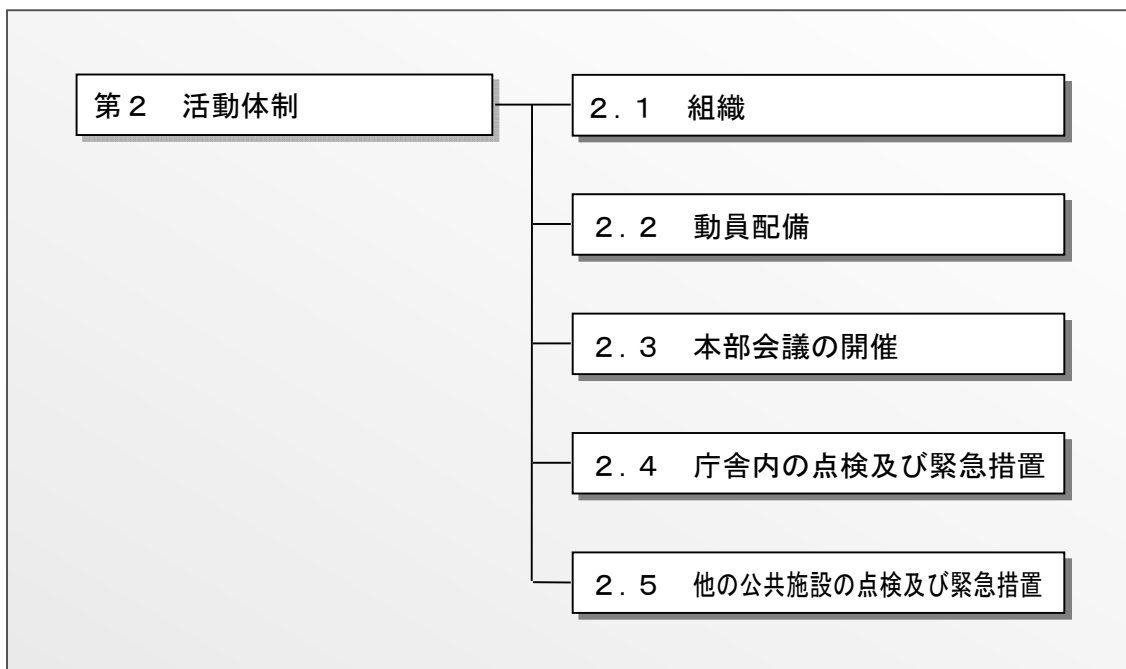 第２　活動体制
２．１　組織
２．２　動員配備
２．３　本部会議の開催
２．４　庁舎内の点検及び緊急措置
２．５　他の公共施設の点検及び緊急措置